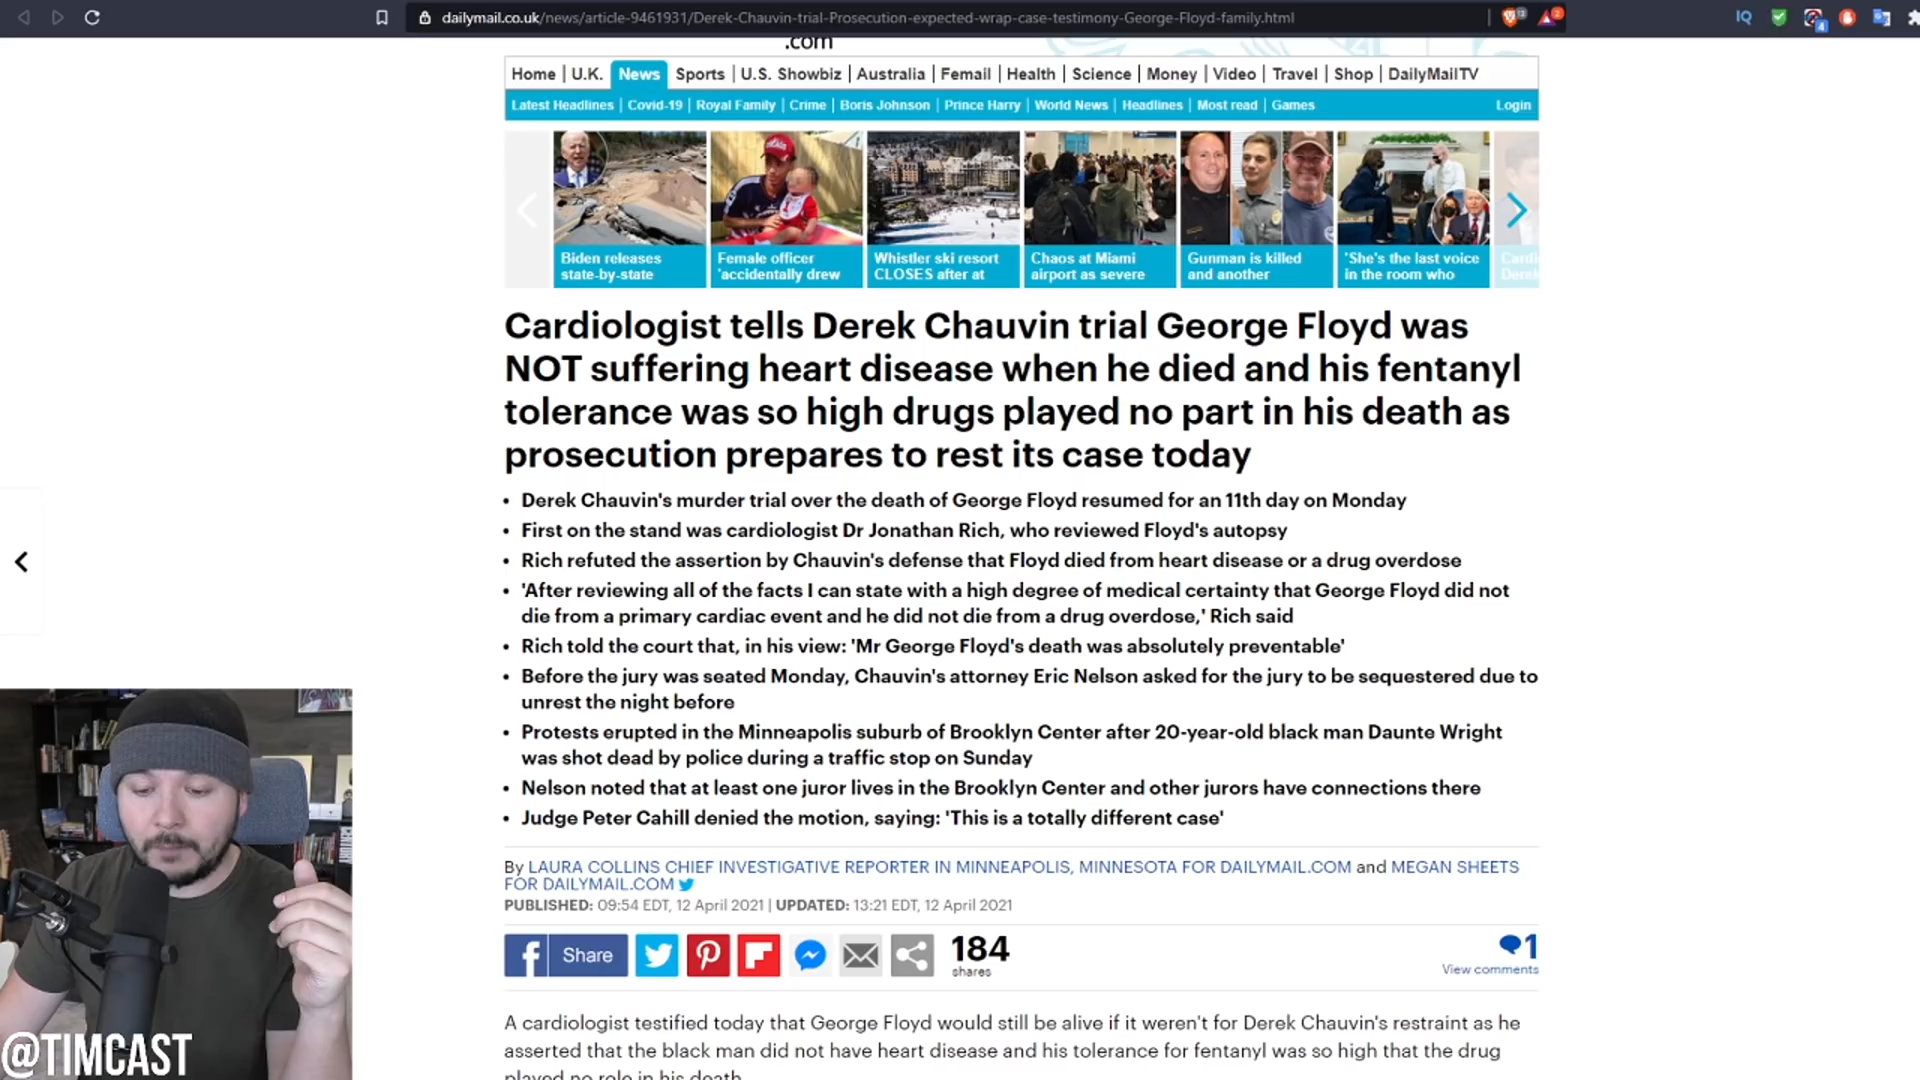 dailymail.co.uk/news/article-9461931/Derek-Chauvin-trial-Prosecution-expected-wrap-case-testimony-George-Floyd-family.html
.com
Home | U.K. News Sports | U.S. Showbiz | Australia | Femail | Health | Science | Money | Video | Travel | Shop | DailyMailTV
Latest Headlines | Covid-19 | Royal Family | Crime | Boris Johnson | Prince Harry | World News | Headlines | Most read | Games Login
Biden releases
state-by-state
Female officer
'accidentally drew
Whistler ski resort
CLOSES after at
Chaos at Miami
airport as severe
Gunman is killed
and another
'She's the last voice
in the room who
Cardi
Derek
Cardiologist tells Derek Chauvin trial George Floyd was
NOT suffering heart disease when he died and his fentanyl
tolerance was so high drugs played no part in his death as
prosecution prepares to rest its case today
• Derek Chauvin's murder trial over the death of George Floyd resumed for an 11th day on Monday
• First on the stand was cardiologist Dr Jonathan Rich, who reviewed Floyd's autopsy
• Rich refuted the assertion by Chauvin's defense that Floyd died from heart disease or a drug overdose
• 'After reviewing all of the facts I can state with a high degree of medical certainty that George Floyd did not
die from a primary cardiac event and he did not die from a drug overdose,' Rich said
• Rich told the court that, in his view: 'Mr George Floyd's death was absolutely preventable'
• Before the jury was seated Monday, Chauvin's attorney Eric Nelson asked for the jury to be sequestered due to
unrest the night before
• Protests erupted in the Minneapolis suburb of Brooklyn Center after 20-year-old black man Daunte Wright
was shot dead by police during a traffic stop on Sunday
• Nelson noted that at least one juror lives in the Brooklyn Center and other jurors have connections there
• Judge Peter Cahill denied the motion, saying: 'This is a totally different case'
By LAURA COLLINS CHIEF INVESTIGATIVE REPORTER IN MINNEAPOLIS, MINNESOTA FOR DAILYMAIL.COM and MEGAN SHEETS
FOR DAILYMAIL.COM
PUBLISHED: 09:54 EDT, 12 April 2021 | UPDATED: 13:21 EDT, 12 April 2021
f Share 184
shares
1
View comments
A cardiologist testified today that George Floyd would still be alive if it weren't for Derek Chauvin's restraint as he
asserted that the black man did not have heart disease and his tolerance for fentanyl was so high that the drug
played no role in his death
@TIMCAST